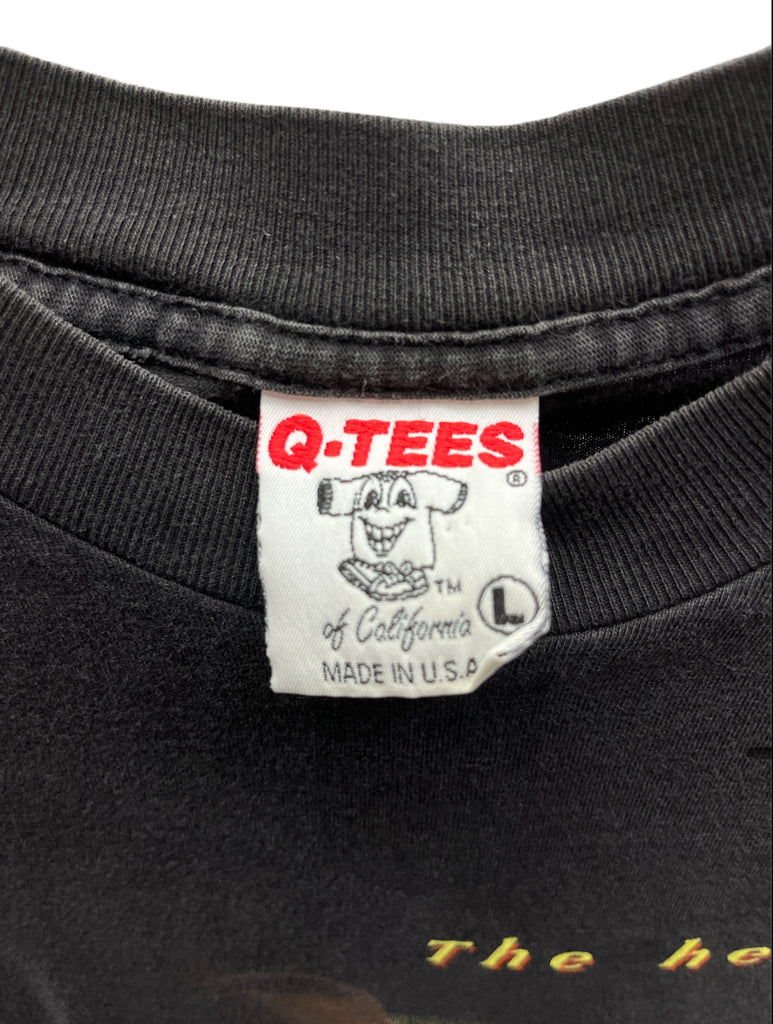 Q-TEES
®
TM
L
of California
MADE IN U.S.A
The he